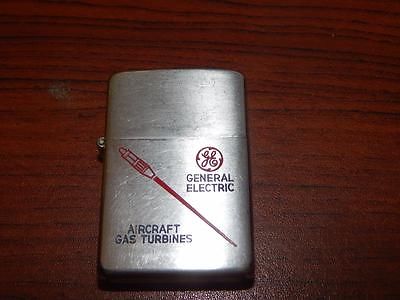 GE
GENERAL
ELECTRIC
AIRCRAFT
GAS TURBINES